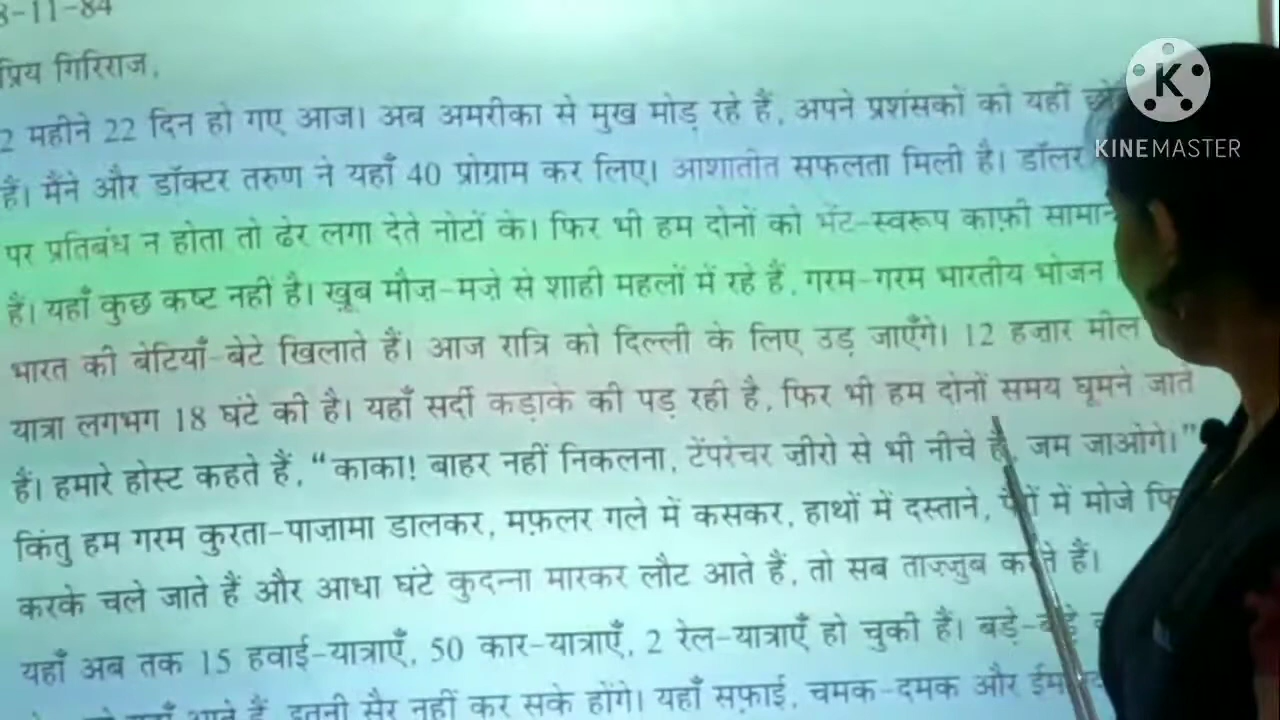 8-11-84
प्रिय गिरिराज,
2 महीने 22 दिन हो गए आज। अब अमरीका से मुख मोड़ रहे हैं, अपने प्रशंसकों को यहीं
हैं। मैंने और डॉक्टर तरुण ने यहाँ 40 प्रोग्राम कर लिए। आशातीत सफलता मिली है। डॉलर
पर प्रतिबंध न होता तो ढेर लगा देते नोटों के। फिर भी हम दोनों को भेंट-स्वरूप काफ़ी
हैं। यहाँ कुछ कष्ट नहीं है। खूब मौज़-मज़े से शाही महलों में रहे हैं, गरम-गरम भारतीय भोजन
भारत की बेटियाँ-बेटे खिलाते हैं। आज रात्रि को दिल्ली के लिए उड़ जाएँगे। 12 हज़ार मील
यात्रा लगभग 18 घंटे की है। यहाँ सर्दी कड़ाके की पड़ रही है, फिर भी हम दोनों समय घूमने जाते
हैं। हमारे होस्ट कहते हैं, “काका! बाहर नहीं निकलना, टेंपरेचर ज़ीरो से भी नीचे है, जम जाओगे।”
किंतु हम गरम कुरता-पाज़ामा डालकर, मफ़लर गले में कसकर, हाथों में दस्ताने, में मोजे
करके चले जाते हैं और आधा घंटे कुदन्ना मारकर लौट आते हैं, तो सब ताज़्ज़ुब करते हैं।
यहाँ अब तक 15 हवाई-यात्राएँ, 50 कार-यात्राएँ, 2 रेल-यात्राएँ हो चुकी हैं। बड़े-बड़े
आते हैं, इतनी सैर नहीं कर सके होंगे। यहाँ सफ़ाई, चमक-दमक और
K
KINEMASTER